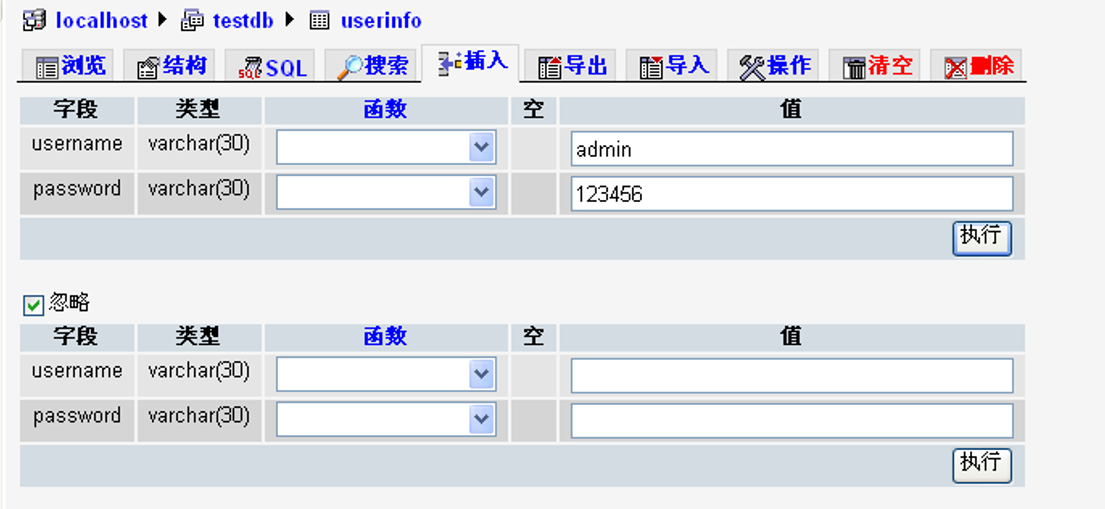 localhost testdb userinfo
浏览 结构 SQL 搜索 插入 导出 导入 操作 清空 删除
字段 类型 函数 空 值
username varchar(30) admin
password varchar(30) 123456
执行
忽略
字段 类型 函数 空 值
username varchar(30)
password varchar(30)
执行